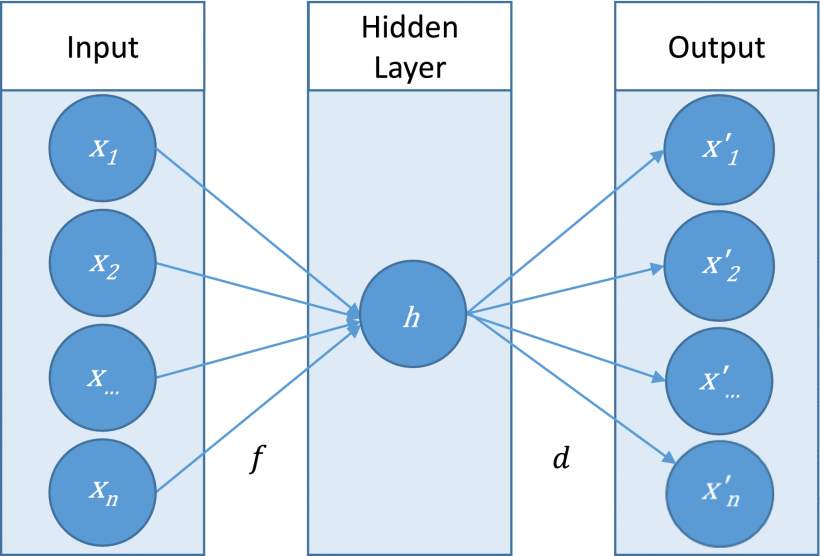 Input
Hidden
Layer
Output
x₁
x₂
x...
xₙ
h
f
d
x′₁
x′₂
x′...
x′ₙ